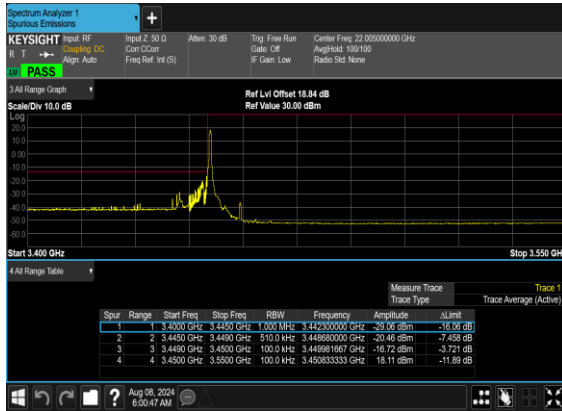 Spectrum Analyzer 1
Spurious Emissions
KEYSIGHT Input: RF Input Z: 50 Ω Atten: 30 dB Trig: Free Run Center Freq: 22.005000000 GHz
R T Coupling: DC Corr CCorr Gate: Off Avg|Hold: 100/100
Align: Auto Freq Ref: Int (S) IF Gain: Low Radio Std: None
LV PASS
3 All Range Graph
Ref Lvl Offset 18.84 dB
Scale/Div 10.0 dB Ref Value 30.00 dBm
Log
20.0
10.0
0.00
-10.0
-20.0
-30.0
-40.0
-50.0
-60.0
Start 3.400 GHz Stop 3.550 GH
4 All Range Table
Measure Trace Trace 1
Trace Type Trace Average (Active)
Spur Range Start Freq Stop Freq RBW Frequency Amplitude ΔLimit
1 1 3.4000 GHz 3.4450 GHz 1.000 MHz 3.442300000 GHz -29.06 dBm -16.06 dB
2 2 3.4450 GHz 3.4490 GHz 510.0 kHz 3.448680000 GHz -20.46 dBm -7.458 dB
3 3 3.4490 GHz 3.4500 GHz 100.0 kHz 3.449981667 GHz -16.72 dBm -3.721 dB
4 4 3.4500 GHz 3.5500 GHz 100.0 kHz 3.450833333 GHz 18.11 dBm -11.89 dB
? Aug 08, 2024
6:00:47 AM